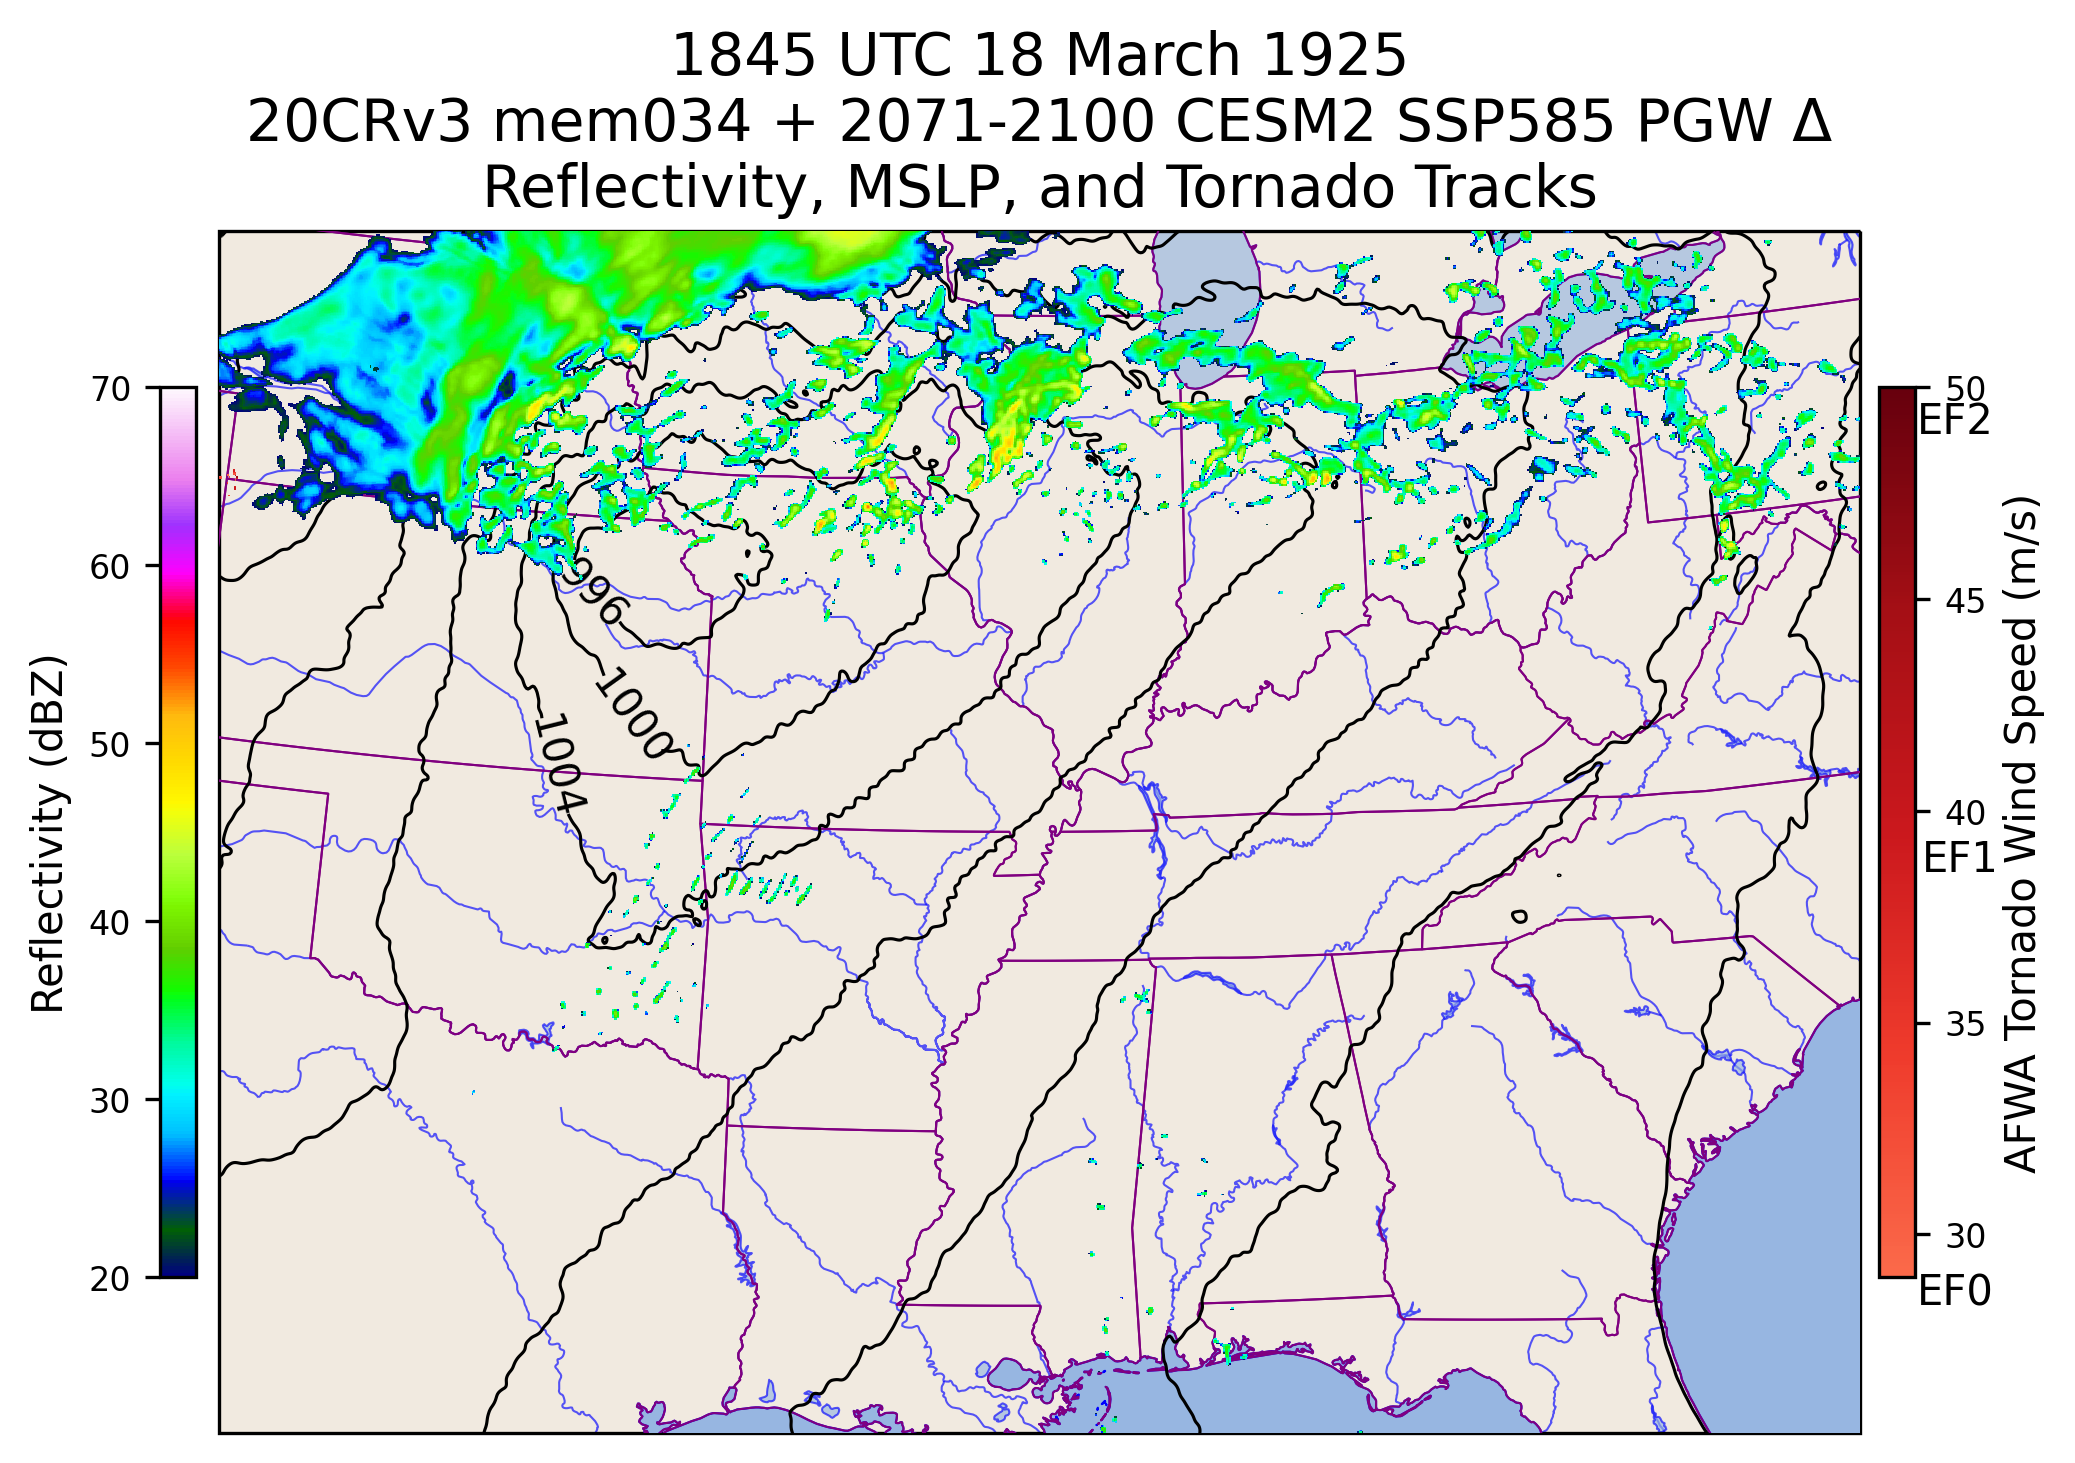 1845 UTC 18 March 1925
20CRv3 mem034 + 2071-2100 CESM2 SSP585 PGW Δ
Reflectivity, MSLP, and Tornado Tracks
70
60
50
40
30
20
Reflectivity (dBZ)
996
1000
1004
50
EF2
45
40
EF1
35
30
EF0
AFWA Tornado Wind Speed (m/s)